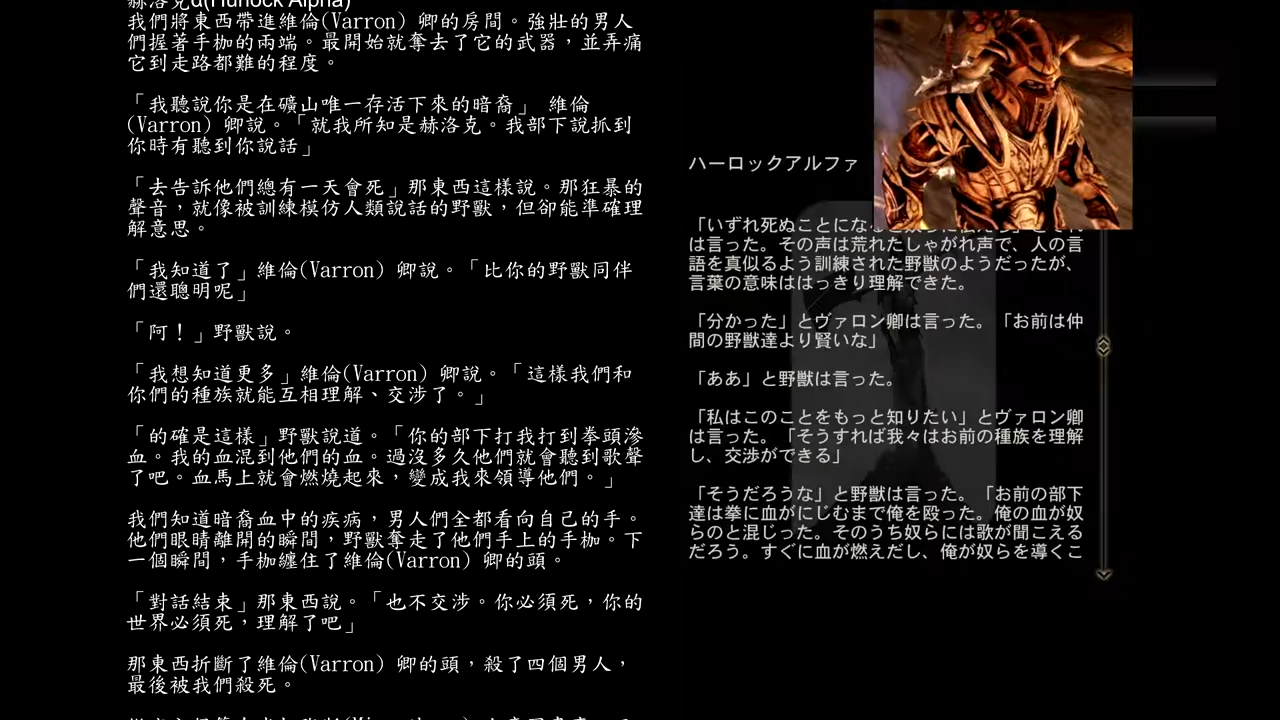 赫洛克α(Hurlock Alpha)
我們將東西帶進維倫(Varron) 卿的房間。強壯的男人
們握著手枷的兩端。最開始就奪去了它的武器，並弄痛
它到走路都難的程度。
「我聽說你是在礦山唯一存活下來的暗裔」 維倫
(Varron) 卿說。「就我所知是赫洛克。我部下說抓到
你時有聽到你說話」
「去告訴他們總有一天會死」那東西這樣說。那狂暴的
聲音，就像被訓練模仿人類說話的野獸，但卻能準確理
解意思。
「我知道了」維倫(Varron) 卿說。「比你的野獸同伴
們還聰明呢」
「阿！」野獸說。
「我想知道更多」維倫(Varron) 卿說。「這樣我們和
你們的種族就能互相理解、交涉了。」
「的確是這樣」野獸說道。「你的部下打我打到拳頭滲
血。我的血混到他們的血。過沒多久他們就會聽到歌聲
了吧。血馬上就會燃燒起來，變成我來領導他們。」
我們知道暗裔血中的疾病，男人們全都看向自己的手。
他們眼睛離開的瞬間，野獸奪走了他們手上的手枷。下
一個瞬間，手枷纏住了維倫(Varron) 卿的頭。
「對話結束」那東西說。「也不交涉。你必須死，你的
世界必須死，理解了吧」
那東西折斷了維倫(Varron) 卿的頭，殺了四個男人，
最後被我們殺死。
ハーロックアルファ
「いずれ死ぬことにな
は言った。その声は荒れたしゃがれ声で、人の言
語を真似るよう訓練された野獣のようだったが、
言葉の意味ははっきり理解できた。
「分かった」とヴァロン卿は言った。「お前は仲
間の野獣達より賢いな」
「ああ」と野獣は言った。
「私はこのことをもっと知りたい」とヴァロン卿
は言った。「そうすれば我々はお前の種族を理解
し、交渉ができる」
「そうだろうな」と野獣は言った。「お前の部下
達は拳に血がにじむまで俺を殴った。俺の血が奴
らのと混じった。そのうち奴らには歌が聞こえる
だろう。すぐに血が燃えだし、俺が奴らを導くこ